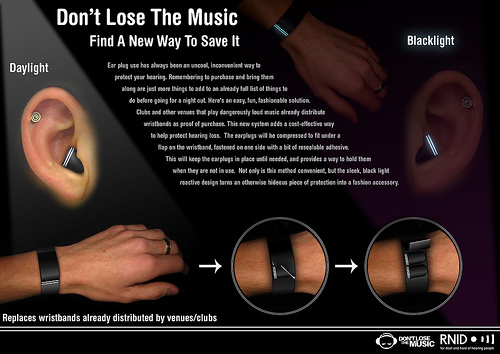 Don't Lose The Music
Find A New Way To Save It
Blacklight
Daylight
Ear plug use has always been an uncool, inconvenient way to
protect your hearing. Remembering to purchase and bring them
along are just more things to add to an already full list of things to
do before going for a night out. Here's an easy, fun, fashionable solution.
Clubs and other venues that play dangerously loud music already distribute
wristbands as proof of purchase. This new system adds a cost-effective way
to help protect hearing loss. The earplugs will be compressed to fit under a
flap on the wristband, fastened on one side with a bit of resealable adhesive.
This will keep the earplugs in place until needed, and provides a way to hold them
when they are not in use. Not only is this method convenient, but the sleek, black light
reactive design turns an otherwise hideous piece of protection into a fashion accessory.
Replaces wristbands already distributed by venues/clubs
DON'T LOSE
THE MUSIC
RNID
for deaf and hard of hearing people